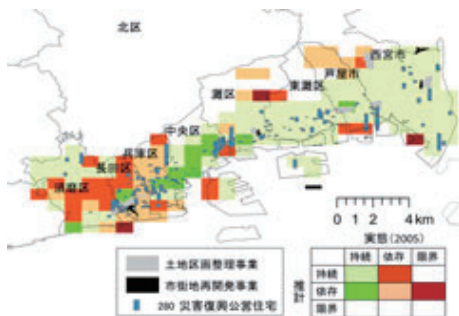 北区
西宮市
芦屋市
東灘区
灘区
中央区
兵庫区
長田区
須磨区
0 1 2 4km
土地区画整理事業
市街地再開発事業
280 災害復興公営住宅
実態(2005)
持続 依存 限界
推計
持続
依存
限界